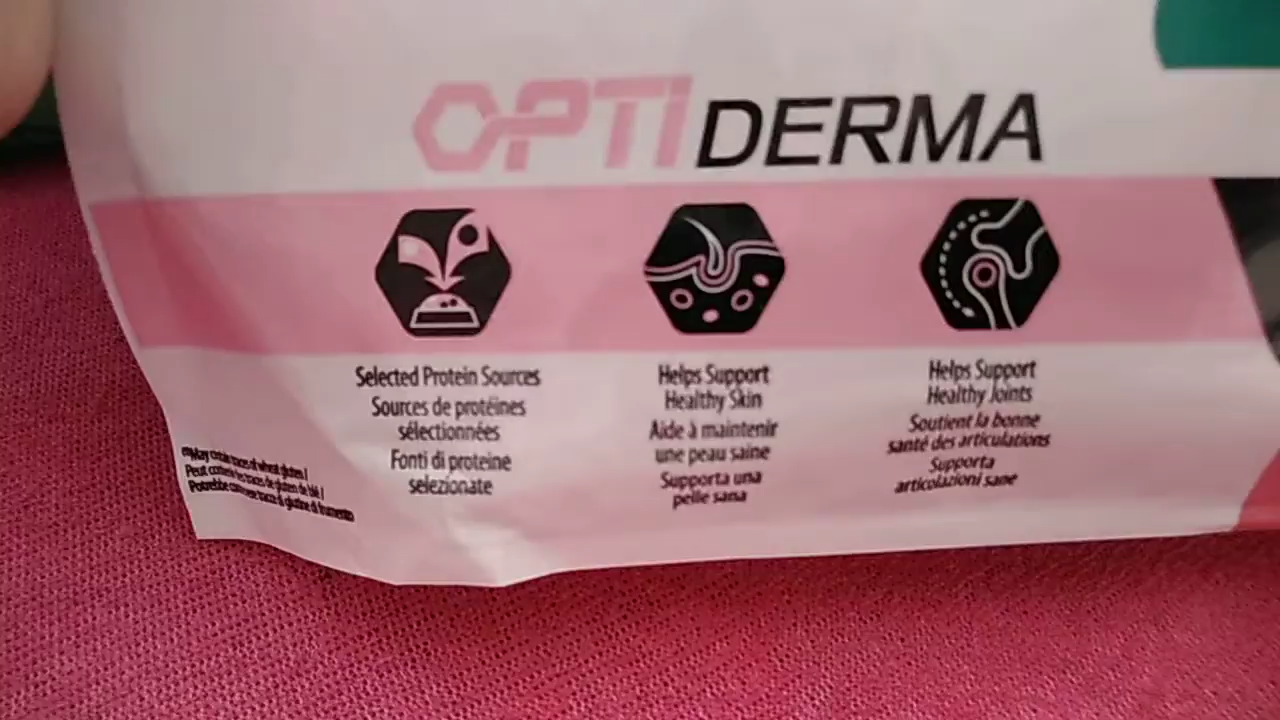 OPTIDERMA
Selected Protein Sources
Sources de protéines
sélectionnées
Fonti di proteine
selezionate
Helps Support
Healthy Skin
Aide à maintenir
une peau saine
Supporta una
pelle sana
Helps Support
Healthy Joints
Soutient la bonne
santé des articulations
Supporta
articolazioni sane
May contain traces of wheat gluten /
Peut contenir des traces de gluten de blé /
Potrebbe contenere tracce di glutine di frumento